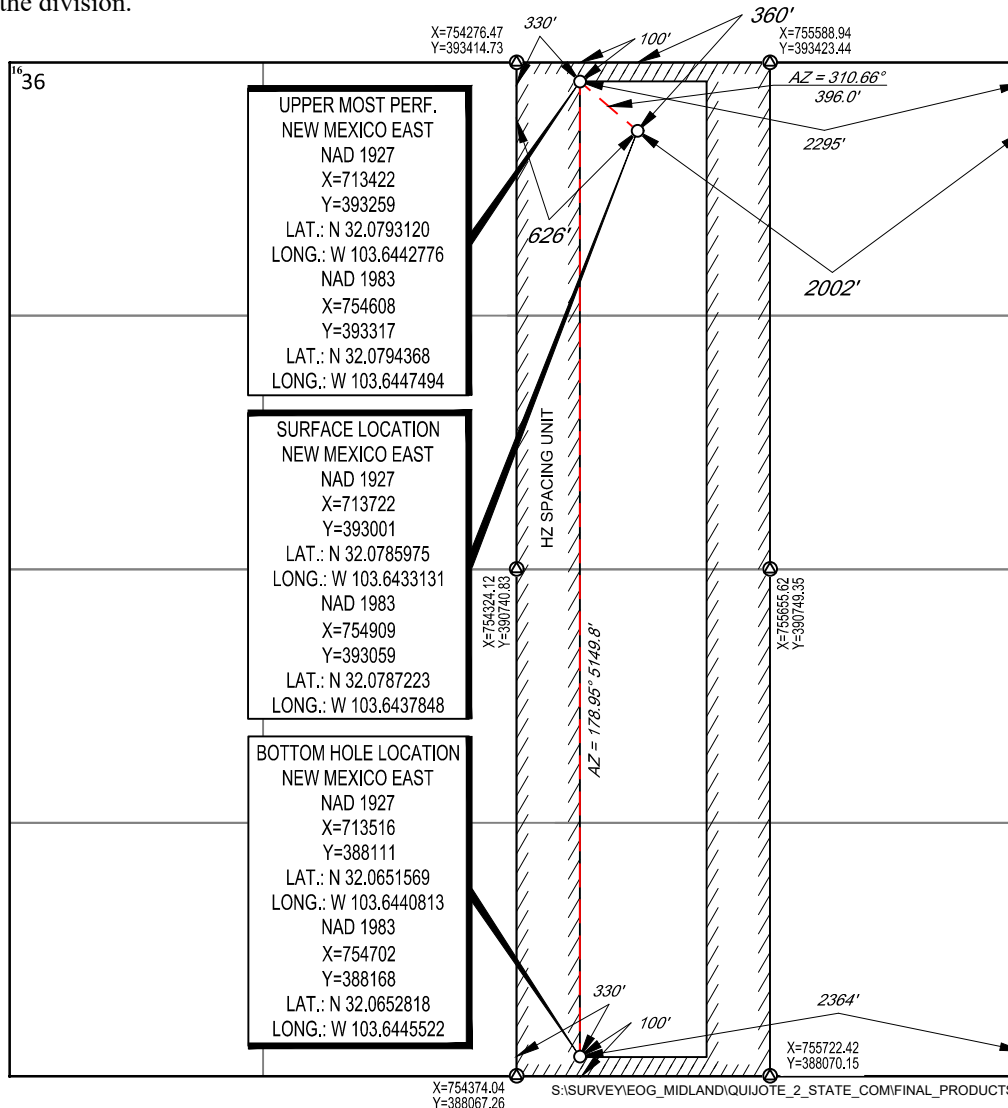 the division.
X=754276.47
Y=393414.73
330'
100'
360'
X=755588.94
Y=393423.44
16
36
AZ = 310.66°
396.0'
2295'
626'
2002'
UPPER MOST PERF.
NEW MEXICO EAST
NAD 1927
X=713422
Y=393259
LAT.: N 32.0793120
LONG.: W 103.6442776
NAD 1983
X=754608
Y=393317
LAT.: N 32.0794368
LONG.: W 103.6447494
SURFACE LOCATION
NEW MEXICO EAST
NAD 1927
X=713722
Y=393001
LAT.: N 32.0785975
LONG.: W 103.6433131
NAD 1983
X=754909
Y=393059
LAT.: N 32.0787223
LONG.: W 103.6437848
HZ SPACING UNIT
X=754324.12
Y=390740.83
AZ = 178.95° 5149.8'
X=755655.62
Y=390749.35
BOTTOM HOLE LOCATION
NEW MEXICO EAST
NAD 1927
X=713516
Y=388111
LAT.: N 32.0651569
LONG.: W 103.6440813
NAD 1983
X=754702
Y=388168
LAT.: N 32.0652818
LONG.: W 103.6445522
330'
100'
2364'
X=755722.42
Y=388070.15
X=754374.04
Y=388067.26
S:\SURVEY\EOG_MIDLAND\QUIJOTE_2_STATE_COM\FINAL_PRODUCTS